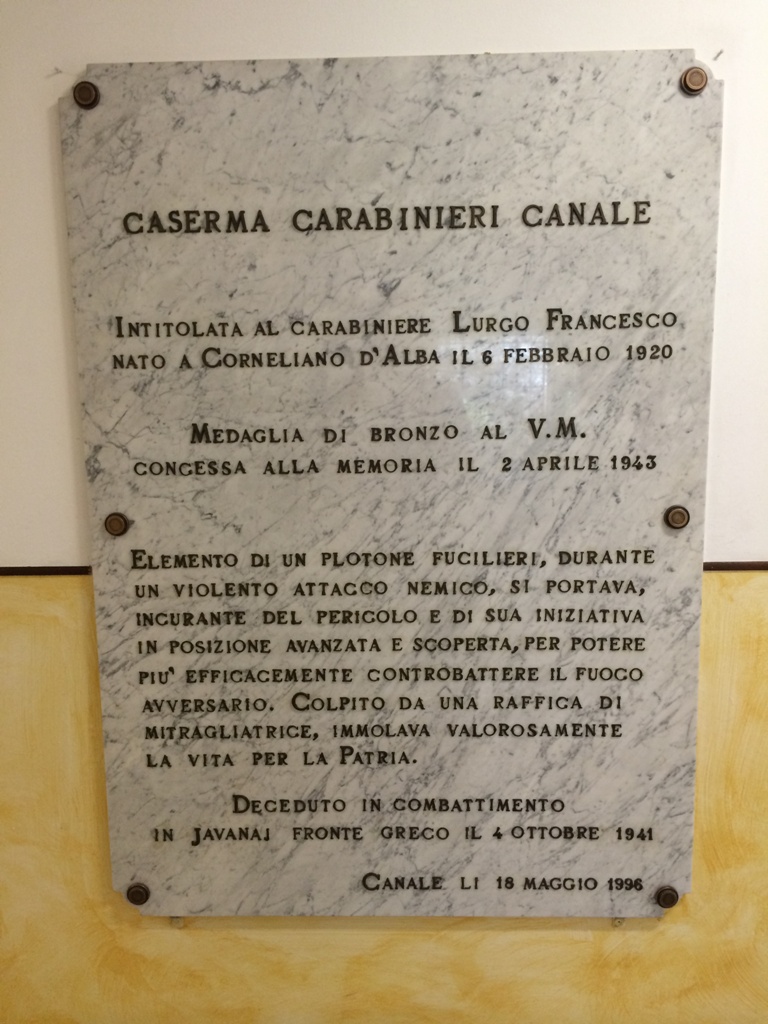 CASERMA CARABINIERI CANALE
INTITOLATA AL CARABINIERE LURGO FRANCESCO
NATO A CORNELIANO D'ALBA IL 6 FEBBRAIO 1920
MEDAGLIA DI BRONZO AL V.M.
CONCESSA ALLA MEMORIA IL 2 APRILE 1943
ELEMENTO DI UN PLOTONE FUCILIERI, DURANTE
UN VIOLENTO ATTACCO NEMICO, SI PORTAVA,
INCURANTE DEL PERICOLO E DI SUA INIZIATIVA
IN POSIZIONE AVANZATA E SCOPERTA, PER POTERE
PIU' EFFICACEMENTE CONTROBATTERE IL FUOCO
AVVERSARIO. COLPITO DA UNA RAFFICA DI
MITRAGLIATRICE, IMMOLAVA VALOROSAMENTE
LA VITA PER LA PATRIA.
DECEDUTO IN COMBATTIMENTO
IN JAVANAJ FRONTE GRECO IL 4 OTTOBRE 1941
CANALE LI 18 MAGGIO 1996